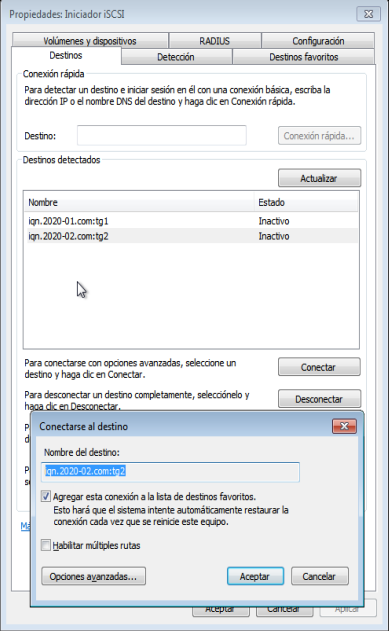 Propiedades: Iniciador iSCSI
Volúmenes y dispositivos
RADIUS
Configuración
Destinos
Detección
Destinos favoritos
Conexión rápida
Para detectar un destino e iniciar sesión en él con una conexión básica, escriba la
dirección IP o el nombre DNS del destino y haga clic en Conexión rápida.
Destino:
Conexión rápida...
Destinos detectados
Actualizar
Nombre
Estado
iqn.2020-01.com:tg1
Inactivo
iqn.2020-02.com:tg2
Inactivo
Para conectarse con opciones avanzadas, seleccione un
destino y haga clic en Conectar.
Conectar
Para desconectar un destino completamente, selecciónelo y
haga clic en Desconectar.
Desconectar
Conectarse al destino
Nombre del destino:
iqn.2020-02.com:tg2
Agregar esta conexión a la lista de destinos favoritos.
Esto hará que el sistema intente automáticamente restaurar la
conexión cada vez que se reinicie este equipo.
Habilitar múltiples rutas
Opciones avanzadas...
Aceptar
Cancelar
Aceptar
Cancelar
Aplicar